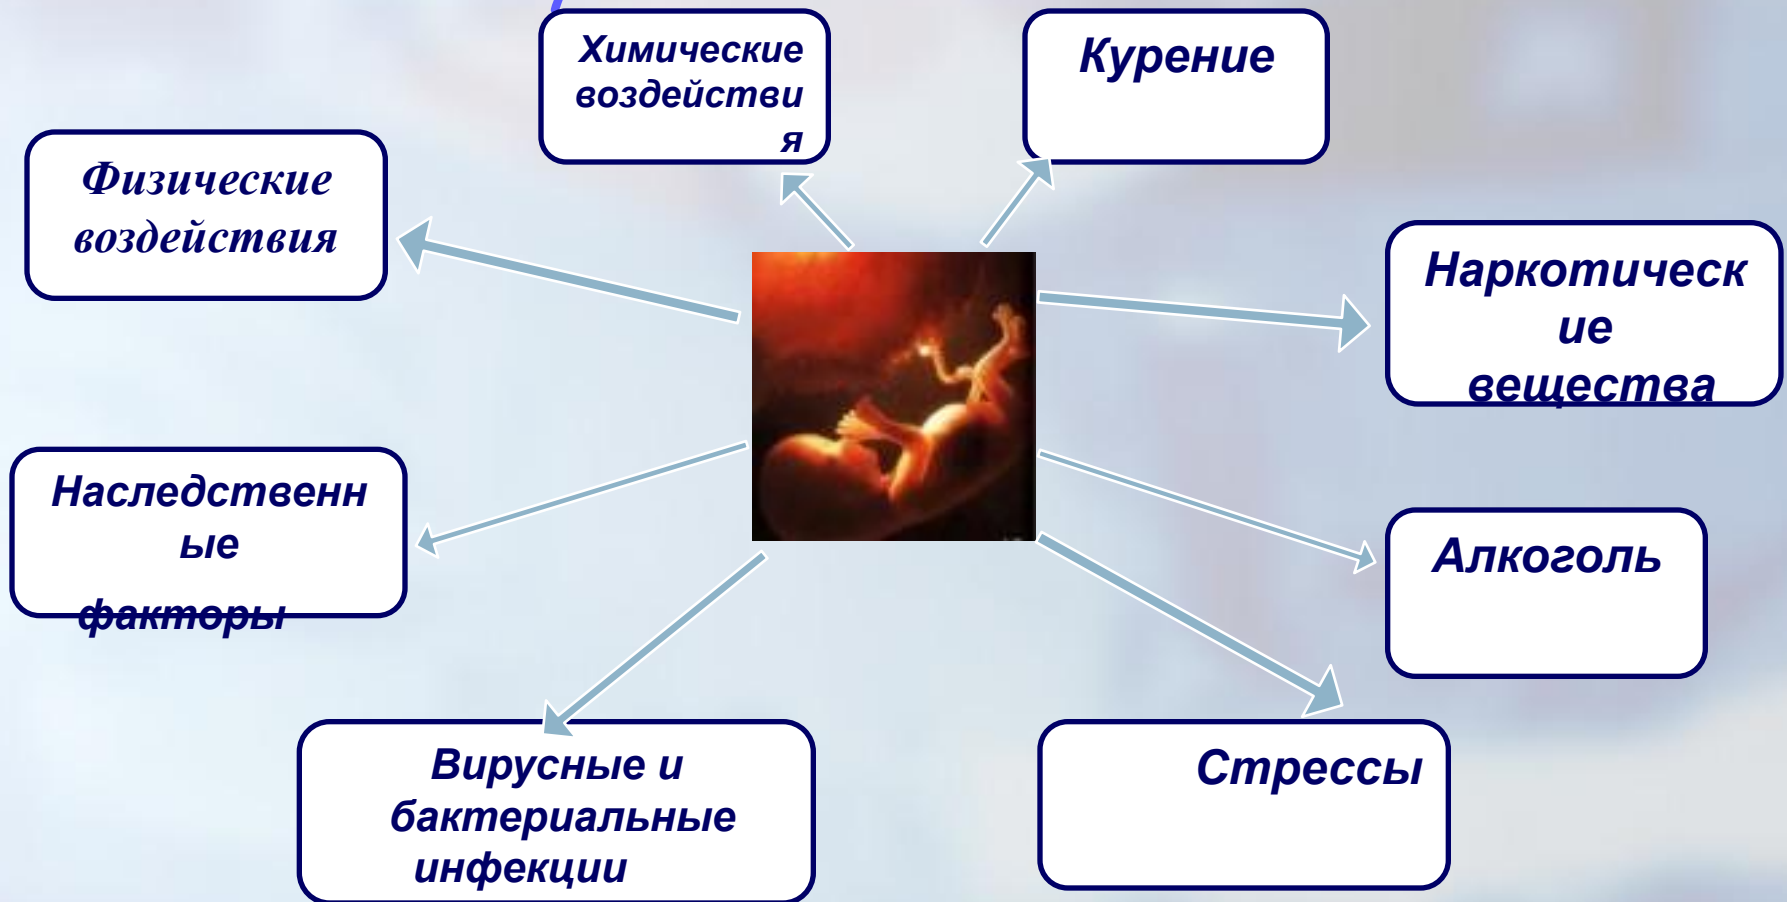 Химические
воздействи
я
Курение
Физические
воздействия
Наркотическ
ие
вещества
Наследственн
ые
факторы
Алкоголь
Вирусные и
бактериальные
инфекции
Стрессы